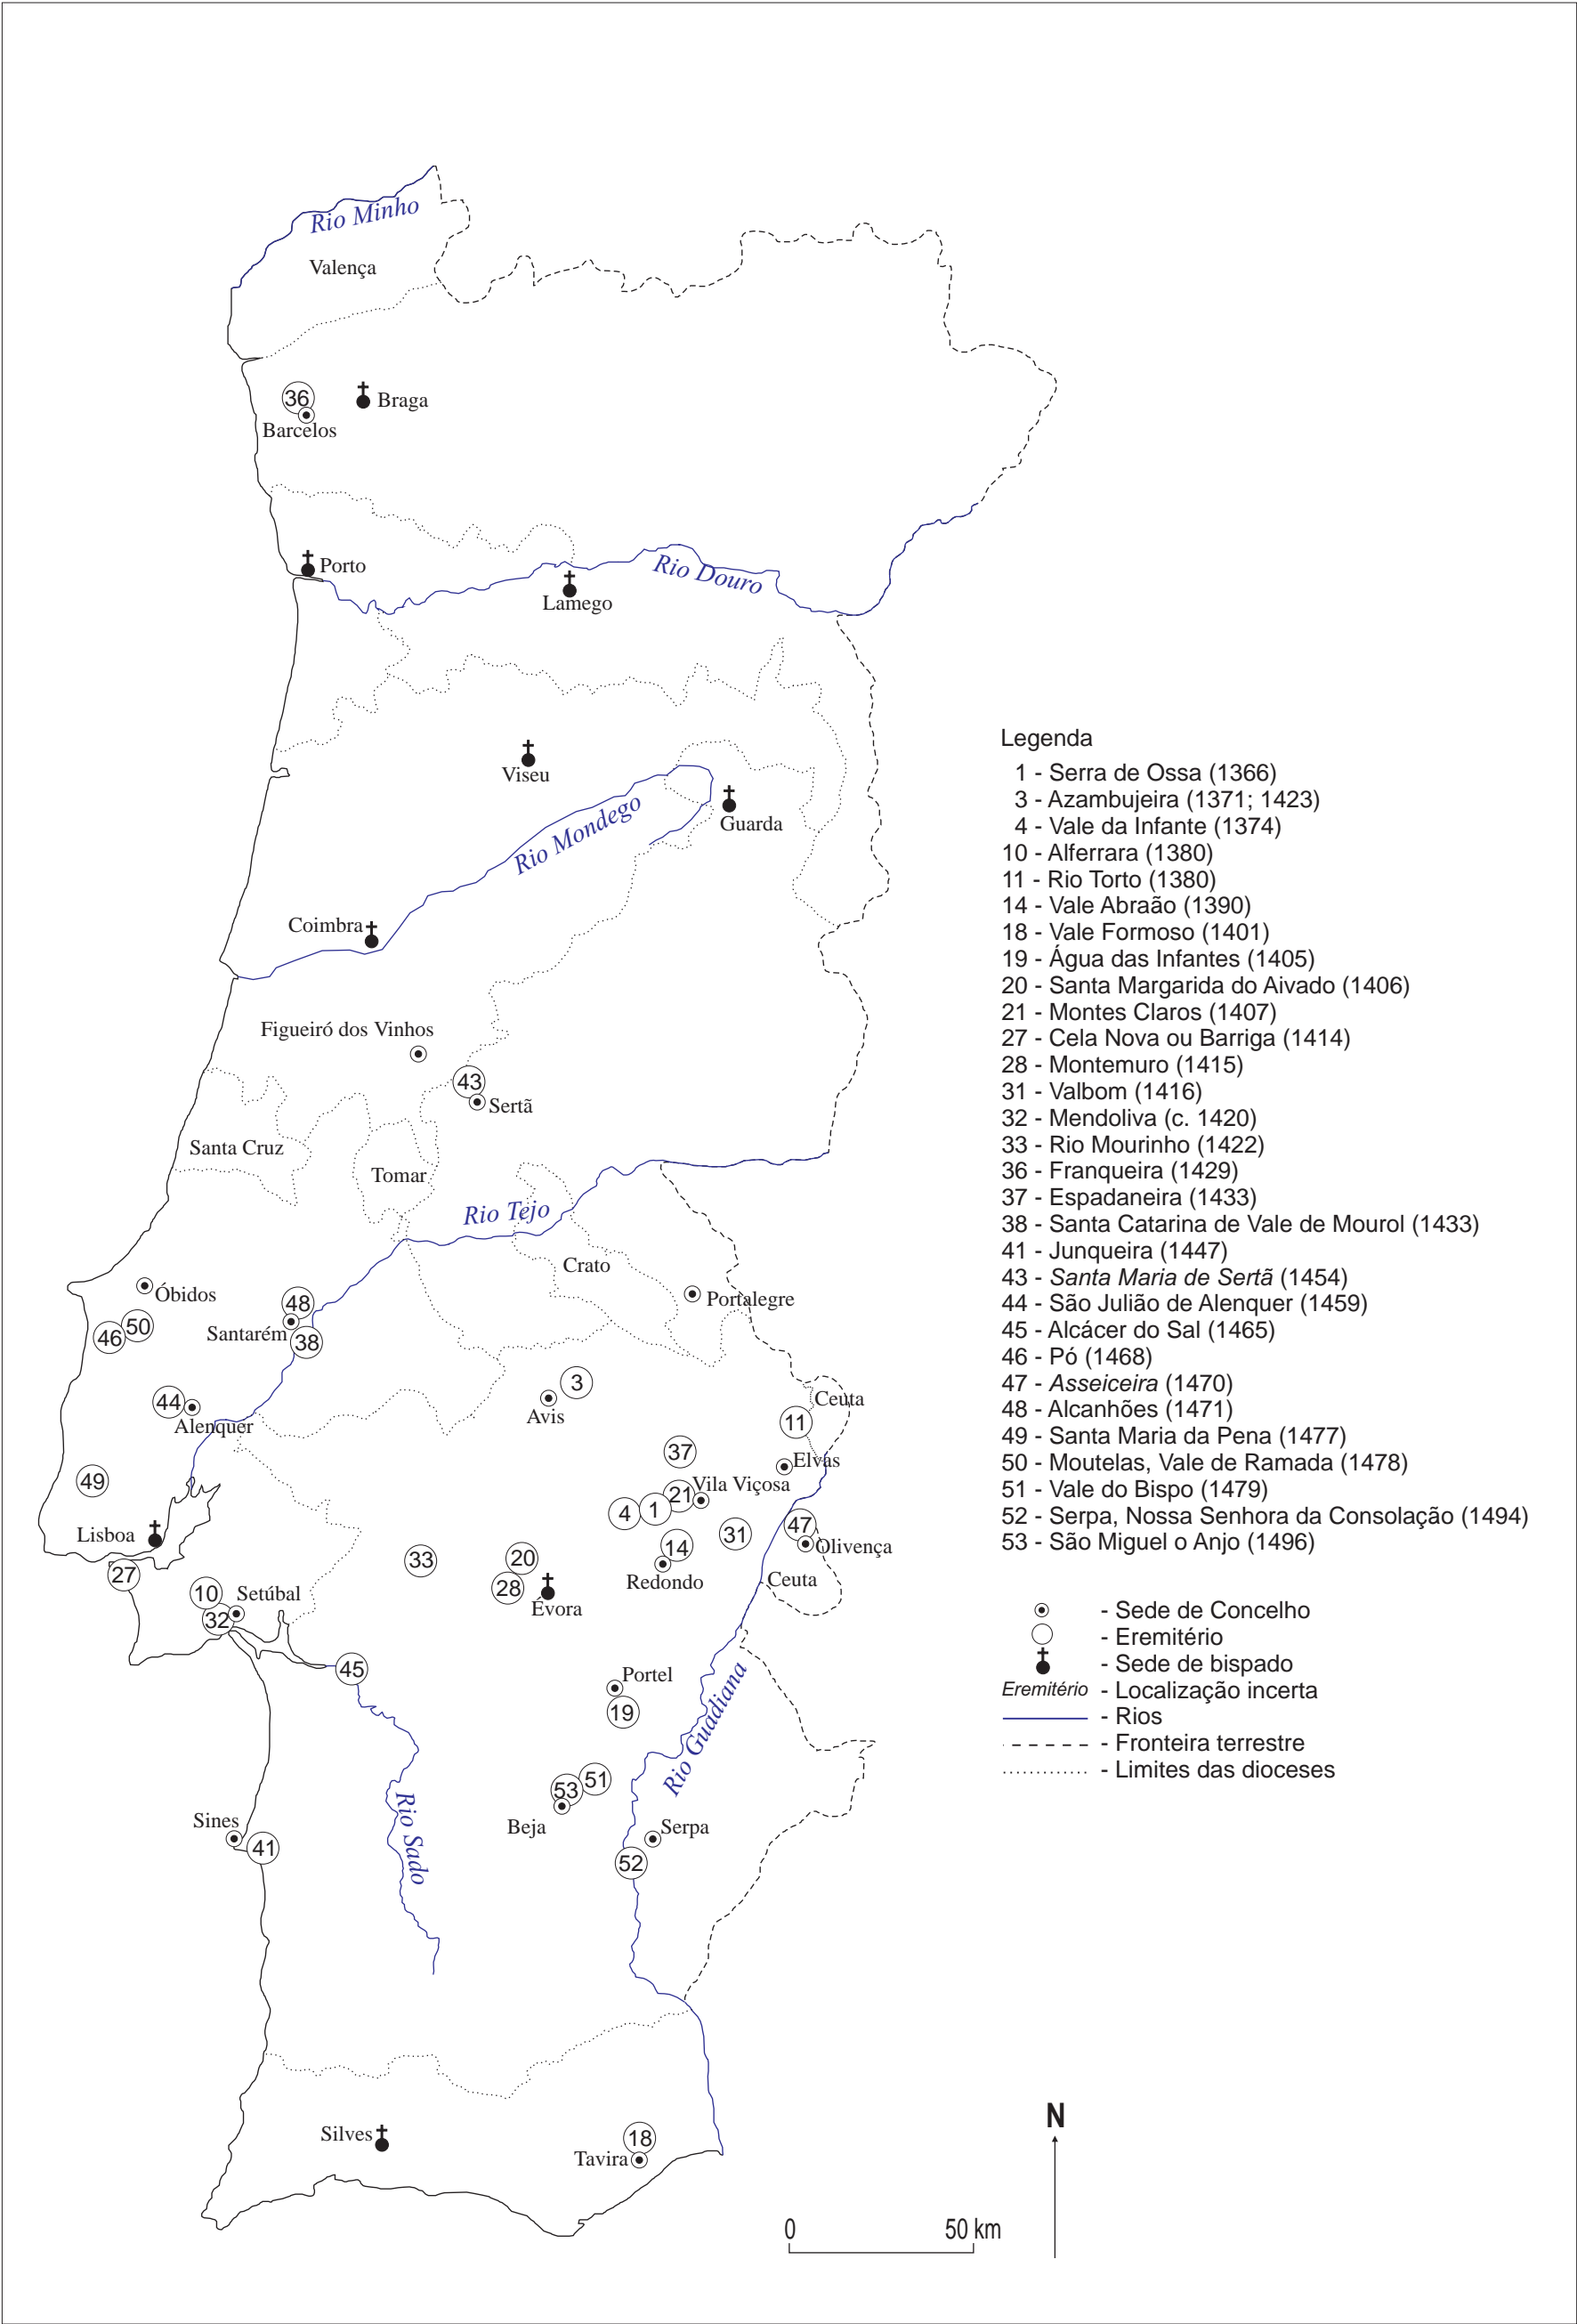 Rio Minho
Valença
36
Braga
Barcelos
Porto
Rio Douro
Lamego
Viseu
Rio Mondego
Guarda
Coimbra
Figueiró dos Vinhos
43
Sertã
Santa Cruz
Tomar
Rio Tejo
Crato
Óbidos
Portalegre
48
50
46
Santarém
38
3
Ceuta
44
Avis
11
Alenquer
37
Elvas
49
Vila Viçosa
21
1
4
Lisboa
47
31
14
Olivença
33
20
27
Redondo
Ceuta
28
10
Setúbal
Évora
32
45
Portel
19
Rio Guadiana
51
53
Rio Sado
Sines
Beja
Serpa
41
52
Silves
18
Tavira
Legenda
1 - Serra de Ossa (1366)
3 - Azambujeira (1371; 1423)
4 - Vale da Infante (1374)
10 - Alferrara (1380)
11 - Rio Torto (1380)
14 - Vale Abraão (1390)
18 - Vale Formoso (1401)
19 - Água das Infantes (1405)
20 - Santa Margarida do Aivado (1406)
21 - Montes Claros (1407)
27 - Cela Nova ou Barriga (1414)
28 - Montemuro (1415)
31 - Valbom (1416)
32 - Mendoliva (c. 1420)
33 - Rio Mourinho (1422)
36 - Franqueira (1429)
37 - Espadaneira (1433)
38 - Santa Catarina de Vale de Mourol (1433)
41 - Junqueira (1447)
43 - Santa Maria de Sertã (1454)
44 - São Julião de Alenquer (1459)
45 - Alcácer do Sal (1465)
46 - Pó (1468)
47 - Asseiceira (1470)
48 - Alcanhões (1471)
49 - Santa Maria da Pena (1477)
50 - Moutelas, Vale de Ramada (1478)
51 - Vale do Bispo (1479)
52 - Serpa, Nossa Senhora da Consolação (1494)
53 - São Miguel o Anjo (1496)
- Sede de Concelho
- Eremitério
- Sede de bispado
Eremitério - Localização incerta
- Rios
- Fronteira terrestre
- Limites das dioceses
N
0 50 km